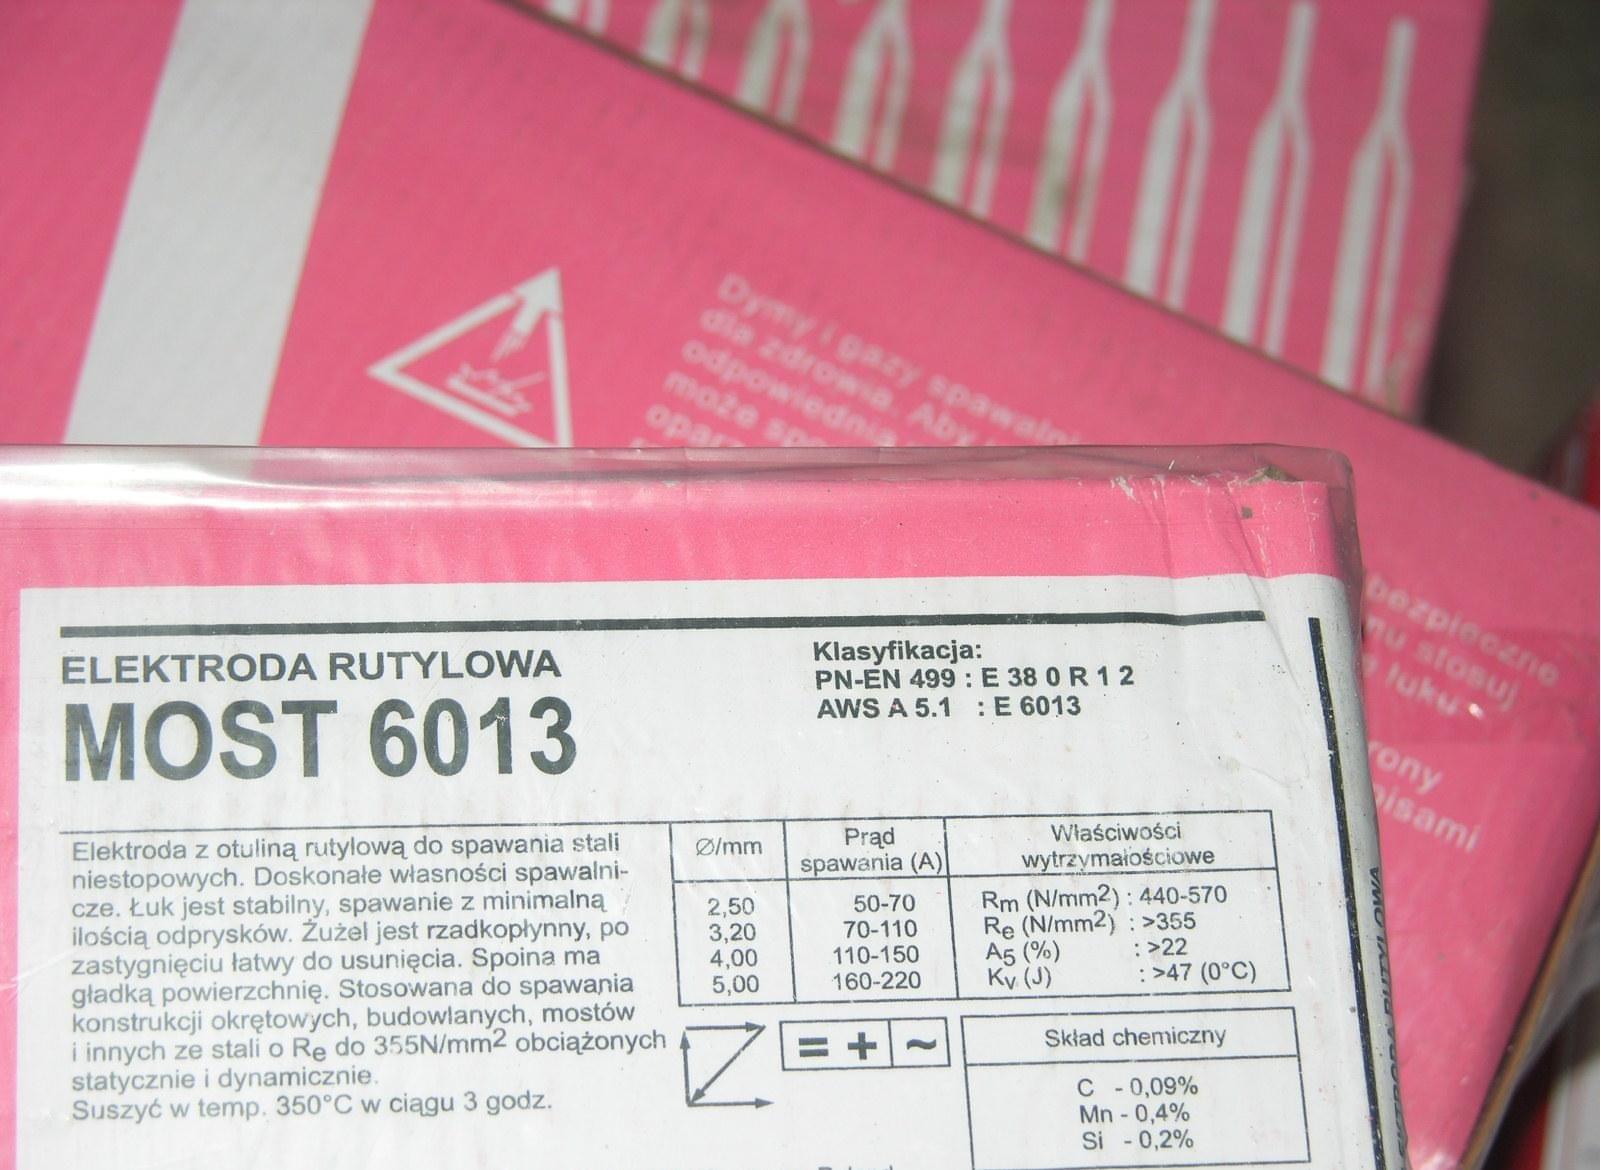 Dymy i gazy spawalni
dla zdrowia. Aby
odpowiednią
może
oparz
bezpieczne
mu stosuj
łuku
rony
pisami
ELEKTRODA RUTYLOWA
MOST 6013
Klasyfikacja:
PN-EN 499 : E 38 0 R 1 2
AWS A 5.1 : E 6013
Elektroda z otuliną rutylową do spawania stali
niestopowych. Doskonałe własności spawalni-
cze. Łuk jest stabilny, spawanie z minimalną
ilością odprysków. Żużel jest rzadkopłynny, po
zastygnięciu łatwy do usunięcia. Spoina ma
gładką powierzchnię. Stosowana do spawania
konstrukcji okrętowych, budowlanych, mostów
i innych ze stali o Re do 355N/mm2 obciążonych
statycznie i dynamicznie.
Suszyć w temp. 350°C w ciągu 3 godz.
Ø/mm
2,50
3,20
4,00
5,00
Prąd
spawania (A)
50-70
70-110
110-150
160-220
Właściwości
wytrzymałościowe
Rm (N/mm2) : 440-570
Re (N/mm2) : >355
A5 (%) : >22
Kv (J) : >47 (0°C)
= + ~
Skład chemiczny
C - 0,09%
Mn - 0,4%
Si - 0,2%
RUTYLOWA